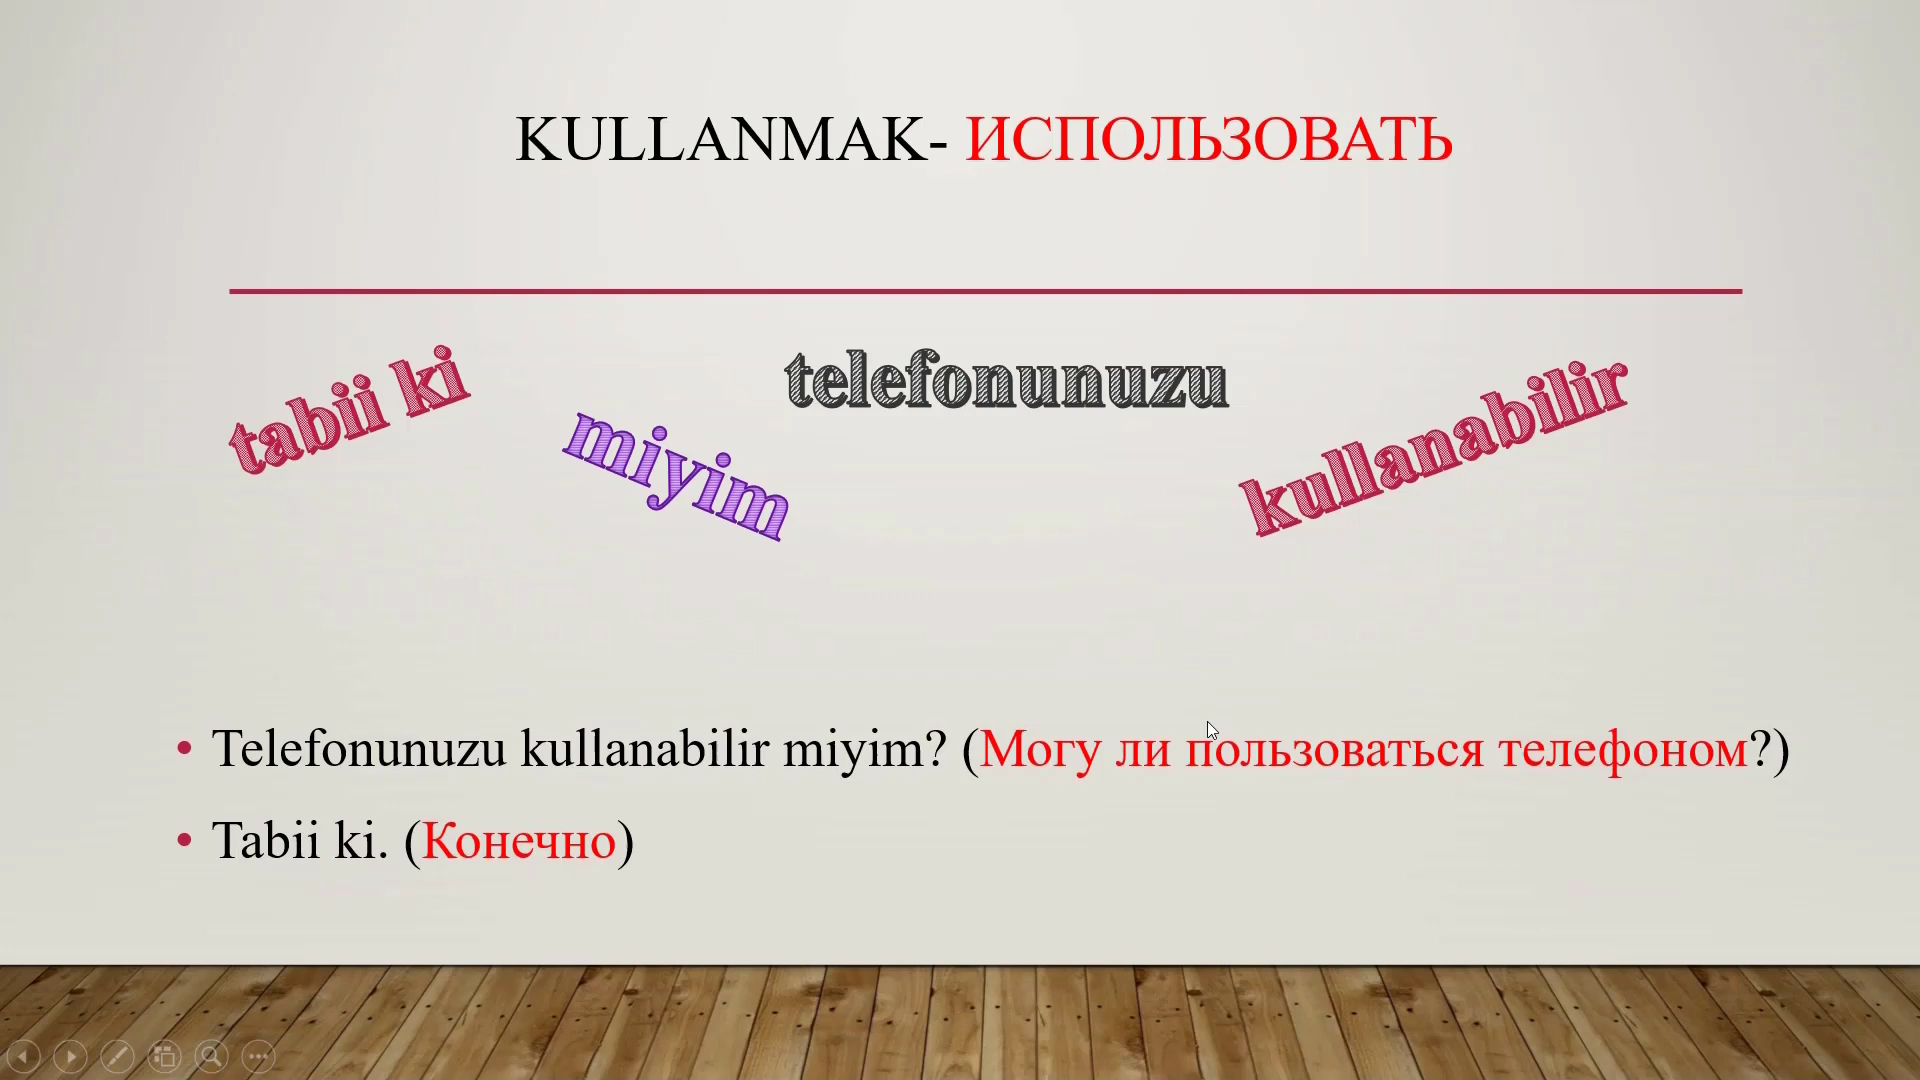 KULLANMAK- ИСПОЛЬЗОВАТЬ
tabii ki
miyim
telefonunuzu
kullanabilir
• Telefonunuzu kullanabilir miyim? (Могу ли пользоваться телефоном?)
• Tabii ki. (Конечно)